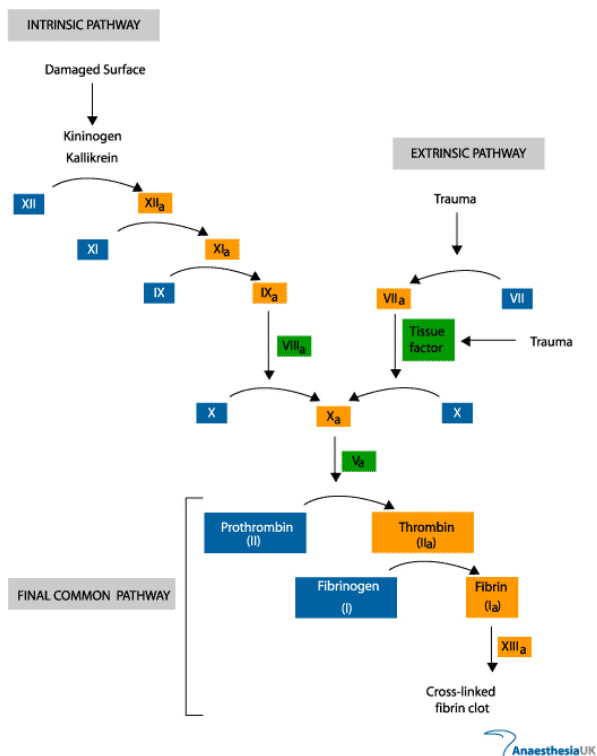 INTRINSIC PATHWAY
Damaged Surface
Kininogen
Kallikrein
EXTRINSIC PATHWAY
XII
XIIa
Trauma
XI
XIa
IX
IXa
VIIa
VII
VIIIa
Tissue
factor
Trauma
X
Xa
X
Va
Prothrombin
(II)
Thrombin
(IIa)
Fibrinogen
(I)
Fibrin
(Ia)
FINAL COMMON PATHWAY
XIIIa
Cross-linked
fibrin clot
AnaesthesiaUK